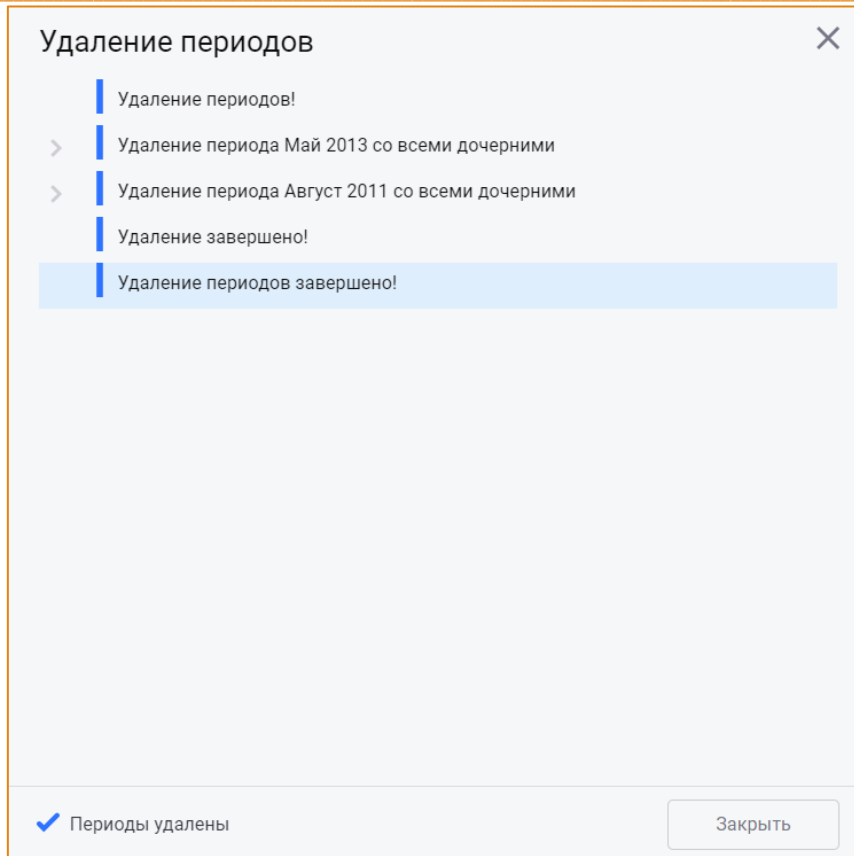 Удаление периодов
Удаление периодов!
Удаление периода Май 2013 со всеми дочерними
Удаление периода Август 2011 со всеми дочерними
Удаление завершено!
Удаление периодов завершено!
Периоды удалены
Закрыть